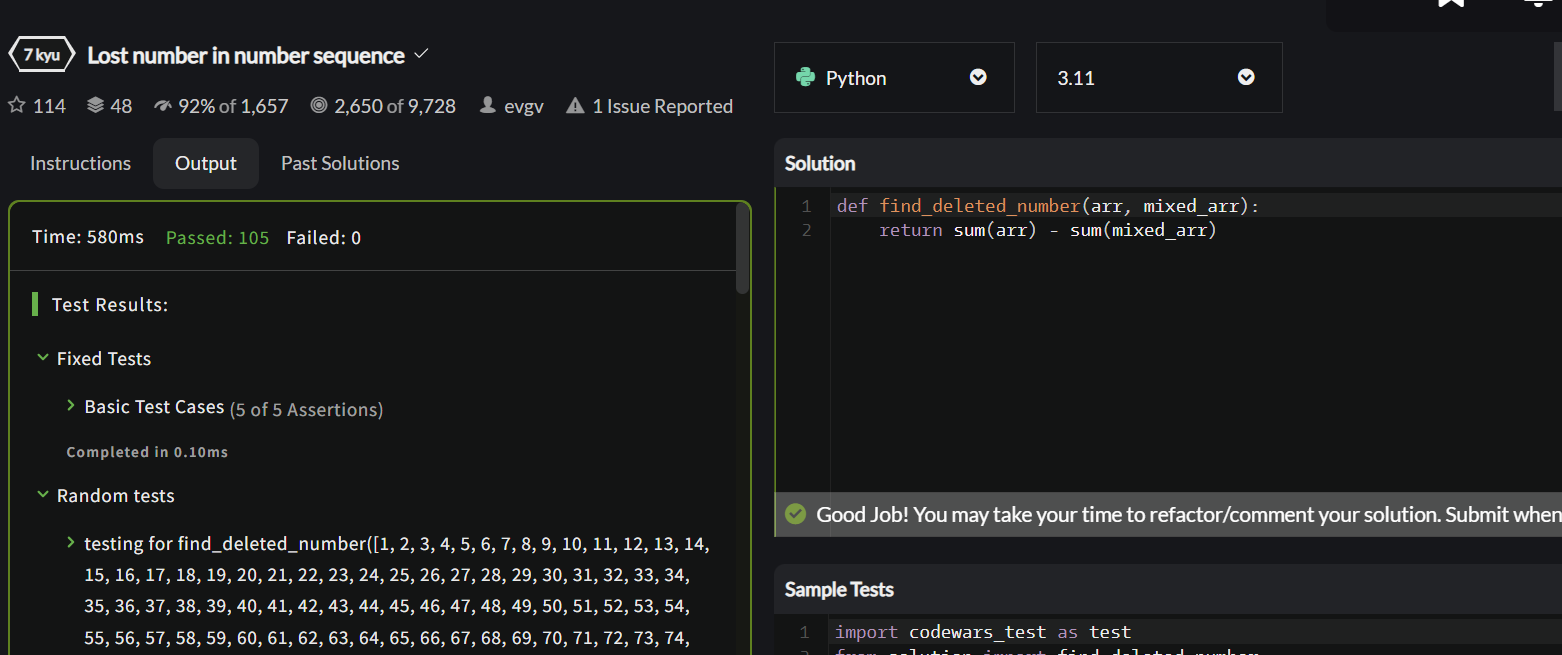 7 kyu Lost number in number sequence
114 48 92% of 1,657 2,650 of 9,728 evgv 1 Issue Reported
Instructions Output Past Solutions
Time: 580ms Passed: 105 Failed: 0
Test Results:
Fixed Tests
Basic Test Cases (5 of 5 Assertions)
Completed in 0.10ms
Random tests
testing for find_deleted_number([1, 2, 3, 4, 5, 6, 7, 8, 9, 10, 11, 12, 13, 14,
15, 16, 17, 18, 19, 20, 21, 22, 23, 24, 25, 26, 27, 28, 29, 30, 31, 32, 33, 34,
35, 36, 37, 38, 39, 40, 41, 42, 43, 44, 45, 46, 47, 48, 49, 50, 51, 52, 53, 54,
55, 56, 57, 58, 59, 60, 61, 62, 63, 64, 65, 66, 67, 68, 69, 70, 71, 72, 73, 74,
Python 3.11
Solution
1 def find_deleted_number(arr, mixed_arr):
2 return sum(arr) - sum(mixed_arr)
Good Job! You may take your time to refactor/comment your solution. Submit when
Sample Tests
1 import codewars_test as test
from solution import find_deleted_number